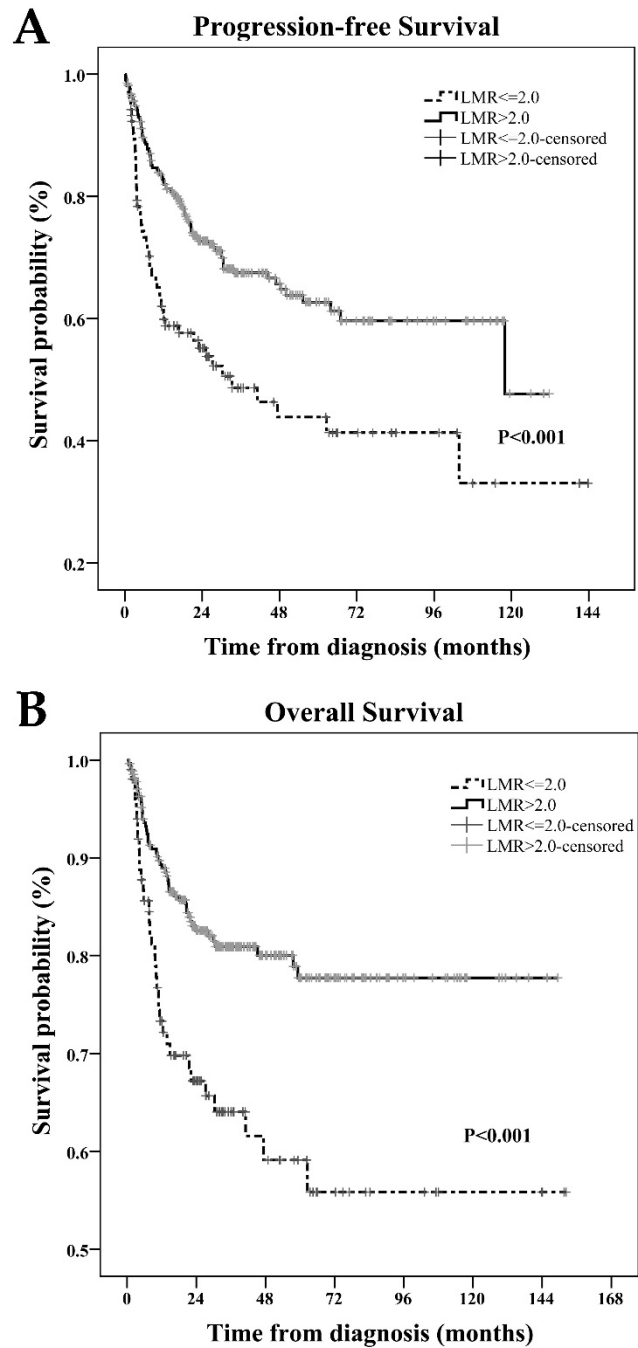 A
Progression-free Survival
LMR<=2.0
LMR>2.0
LMR<=2.0-censored
LMR>2.0-censored
1.0
0.8
0.6
0.4
0.2
Survival probability (%)
P<0.001
0 24 48 72 96 120 144
Time from diagnosis (months)
B
Overall Survival
LMR<=2.0
LMR>2.0
LMR<=2.0-censored
LMR>2.0-censored
1.0
0.9
0.8
0.7
0.6
0.5
Survival probability (%)
P<0.001
0 24 48 72 96 120 144 168
Time from diagnosis (months)